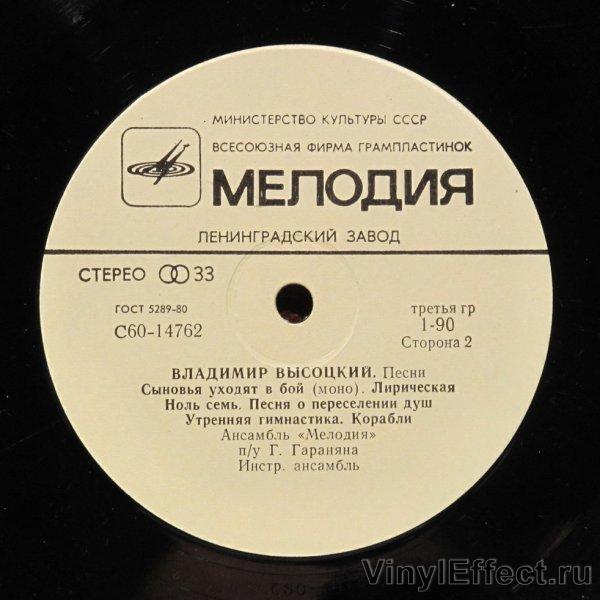 МИНИСТЕРСТВО КУЛЬТУРЫ СССР
ВСЕСОЮЗНАЯ ФИРМА ГРАМПЛАСТИНОК
МЕЛОДИЯ
ЛЕНИНГРАДСКИЙ ЗАВОД
СТЕРЕО 33
ГОСТ 5289-80
С60-14762
третья гр
1-90
Сторона 2
ВЛАДИМИР ВЫСОЦКИЙ. Песни
Сыновья уходят в бой (моно). Лирическая
Ноль семь. Песня о переселении душ
Утренняя гимнастика. Корабли
Ансамбль «Мелодия»
п/у Г. Гараняна
Инстр. ансамбль
VinylEffect.ru